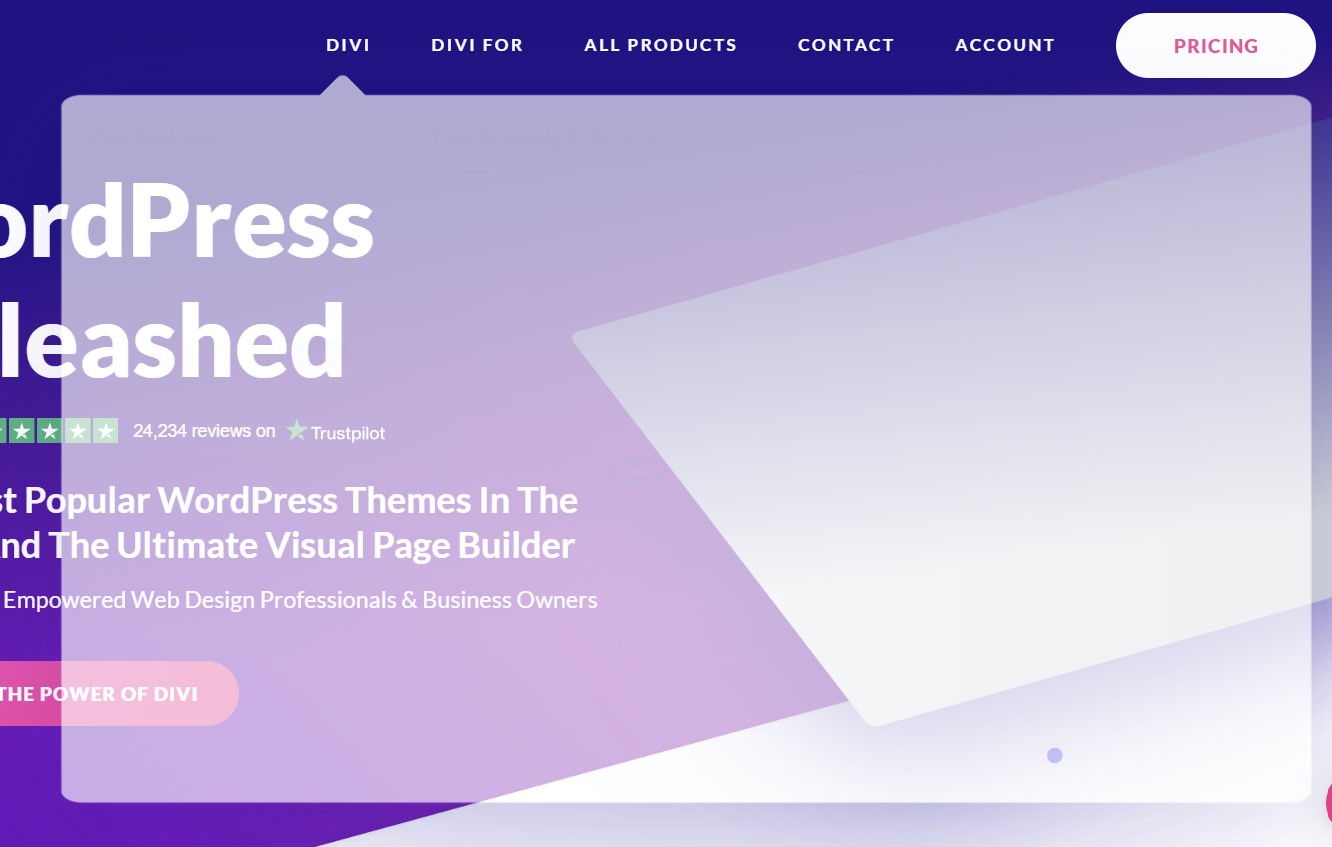 DIVI DIVI FOR ALL PRODUCTS CONTACT ACCOUNT PRICING
ordPress
leashed
24,234 reviews on Trustpilot
st Popular WordPress Themes In The
nd The Ultimate Visual Page Builder
Empowered Web Design Professionals & Business Owners
THE POWER OF DIVI